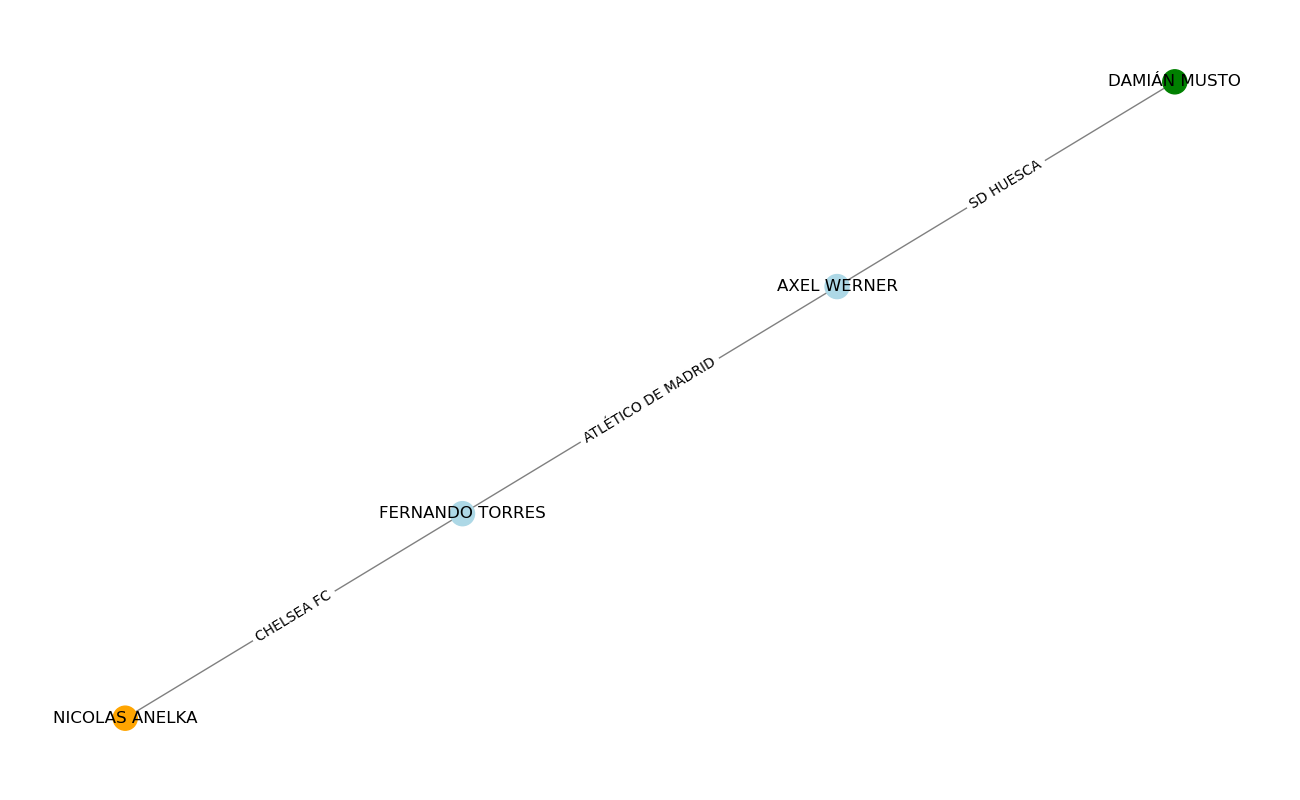 DAMIÁN MUSTO
SD HUESCA
AXEL WERNER
ATLÉTICO DE MADRID
FERNANDO TORRES
CHELSEA FC
NICOLAS ANELKA